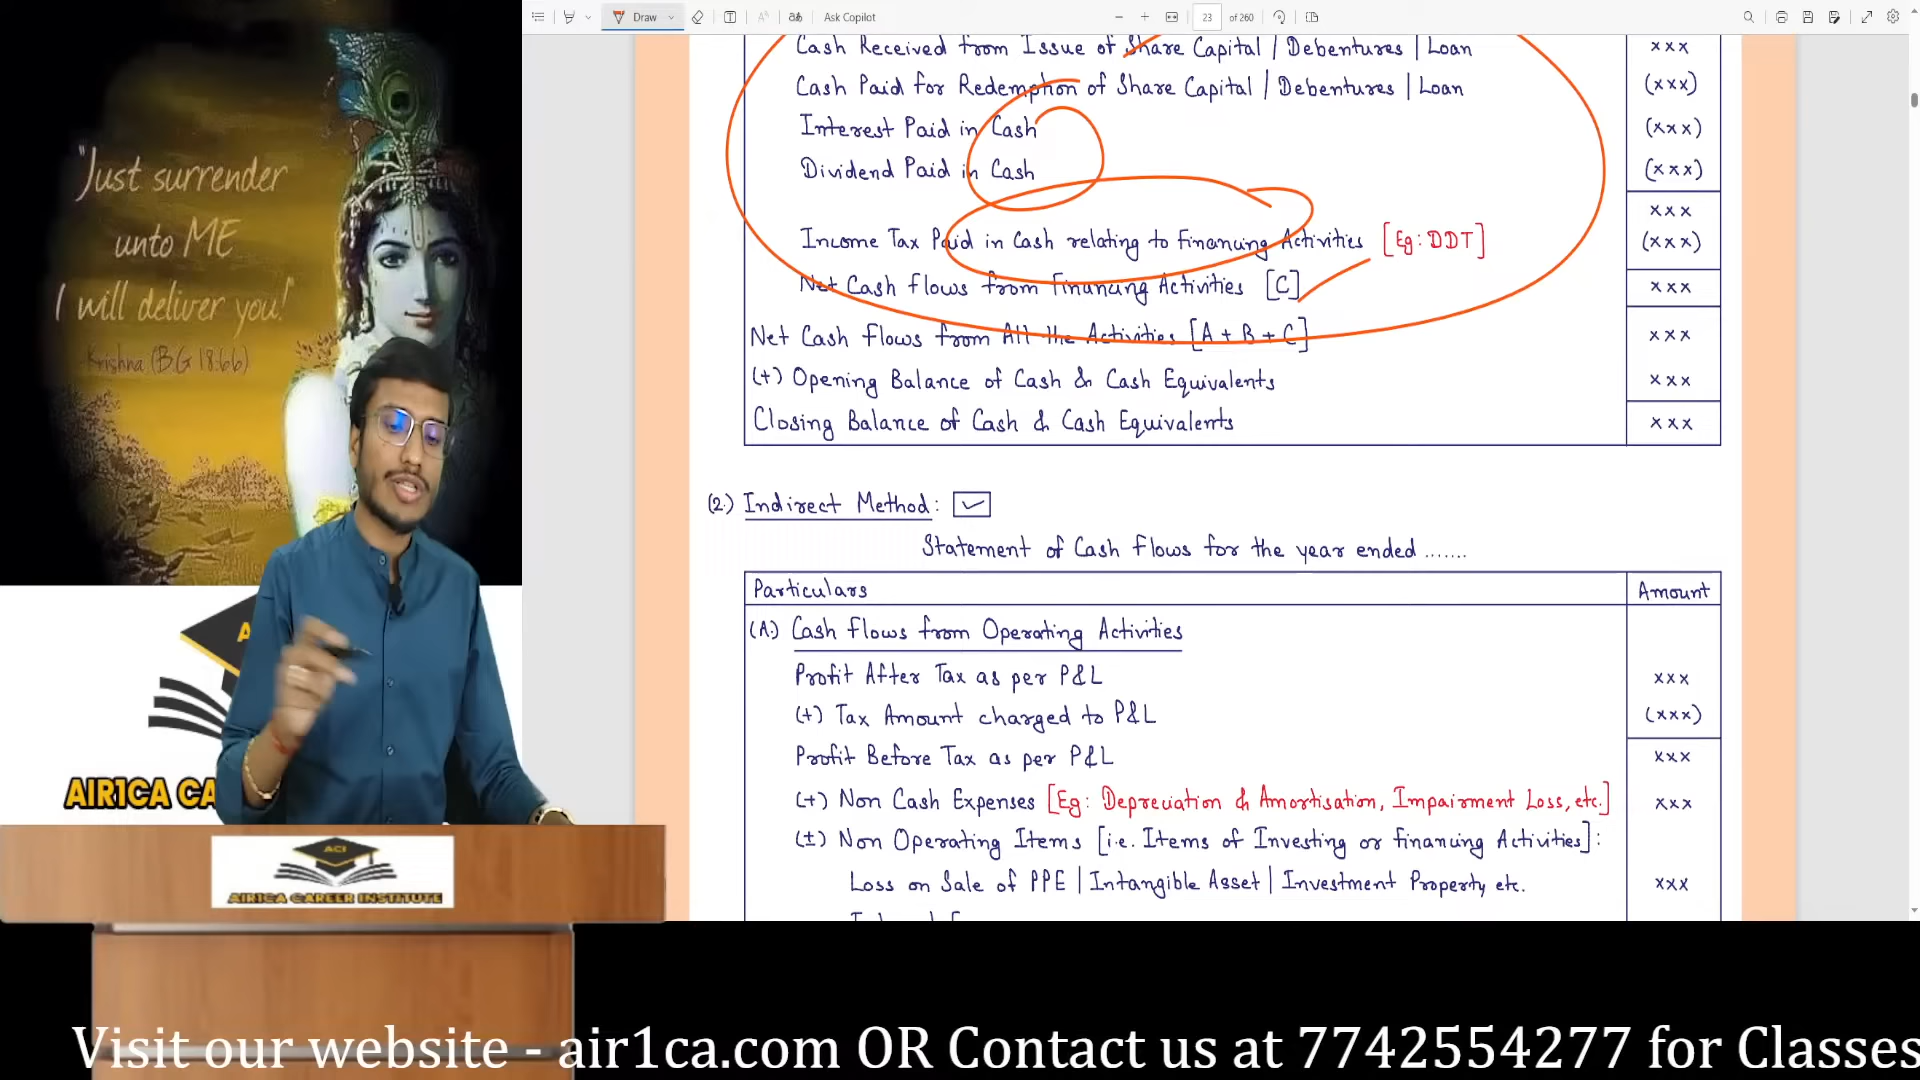 Draw
Ask Copilot
23
of 260
Cash Received from Issue of Share Capital | Debentures | Loan
xxx
Cash Paid for Redemption of Share Capital | Debentures | Loan
(xxx)
Interest Paid in Cash
(xxx)
Dividend Paid in Cash
(xxx)
xxx
Income Tax Paid in Cash relating to Financing Activities [Eg: DDT]
(xxx)
Net Cash Flows from Financing Activities [C]
xxx
Net Cash Flows from All the Activities [A + B + C]
xxx
(+) Opening Balance of Cash & Cash Equivalents
xxx
Closing Balance of Cash & Cash Equivalents
xxx
(2.) Indirect Method:
Statement of Cash Flows for the year ended .......
Particulars
Amount
(A.) Cash Flows from Operating Activities
Profit After Tax as per P&L
xxx
(+) Tax Amount charged to P&L
(xxx)
Profit Before Tax as per P&L
xxx
(+) Non Cash Expenses [Eg: Depreciation & Amortisation, Impairment Loss, etc.]
xxx
(±) Non Operating Items [i.e. Items of Investing or Financing Activities]:
Loss on Sale of PPE | Intangible Asset | Investment Property etc.
xxx
"Just surrender
unto ME
I will deliver you!"
Krishna (B.G 18:66)
AIR1CA CA
ACI
AIR1CA CAREER INSTITUTE
Visit our website - air1ca.com OR Contact us at 7742554277 for Classes